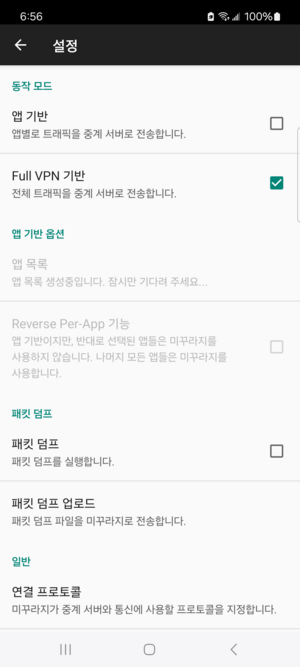 6:56
100%
설정
동작 모드
앱 기반
앱별로 트래픽을 중계 서버로 전송합니다.
Full VPN 기반
전체 트래픽을 중계 서버로 전송합니다.
앱 기반 옵션
앱 목록
앱 목록 생성중입니다. 잠시만 기다려 주세요...
Reverse Per-App 기능
앱 기반이지만, 반대로 선택된 앱들은 미꾸라지를
사용하지 않습니다. 나머지 모든 앱들은 미꾸라지를
사용합니다.
패킷 덤프
패킷 덤프
패킷 덤프를 실행합니다.
패킷 덤프 업로드
패킷 덤프 파일을 미꾸라지로 전송합니다.
일반
연결 프로토콜
미꾸라지가 중계 서버와 통신에 사용할 프로토콜을 지정합니다.